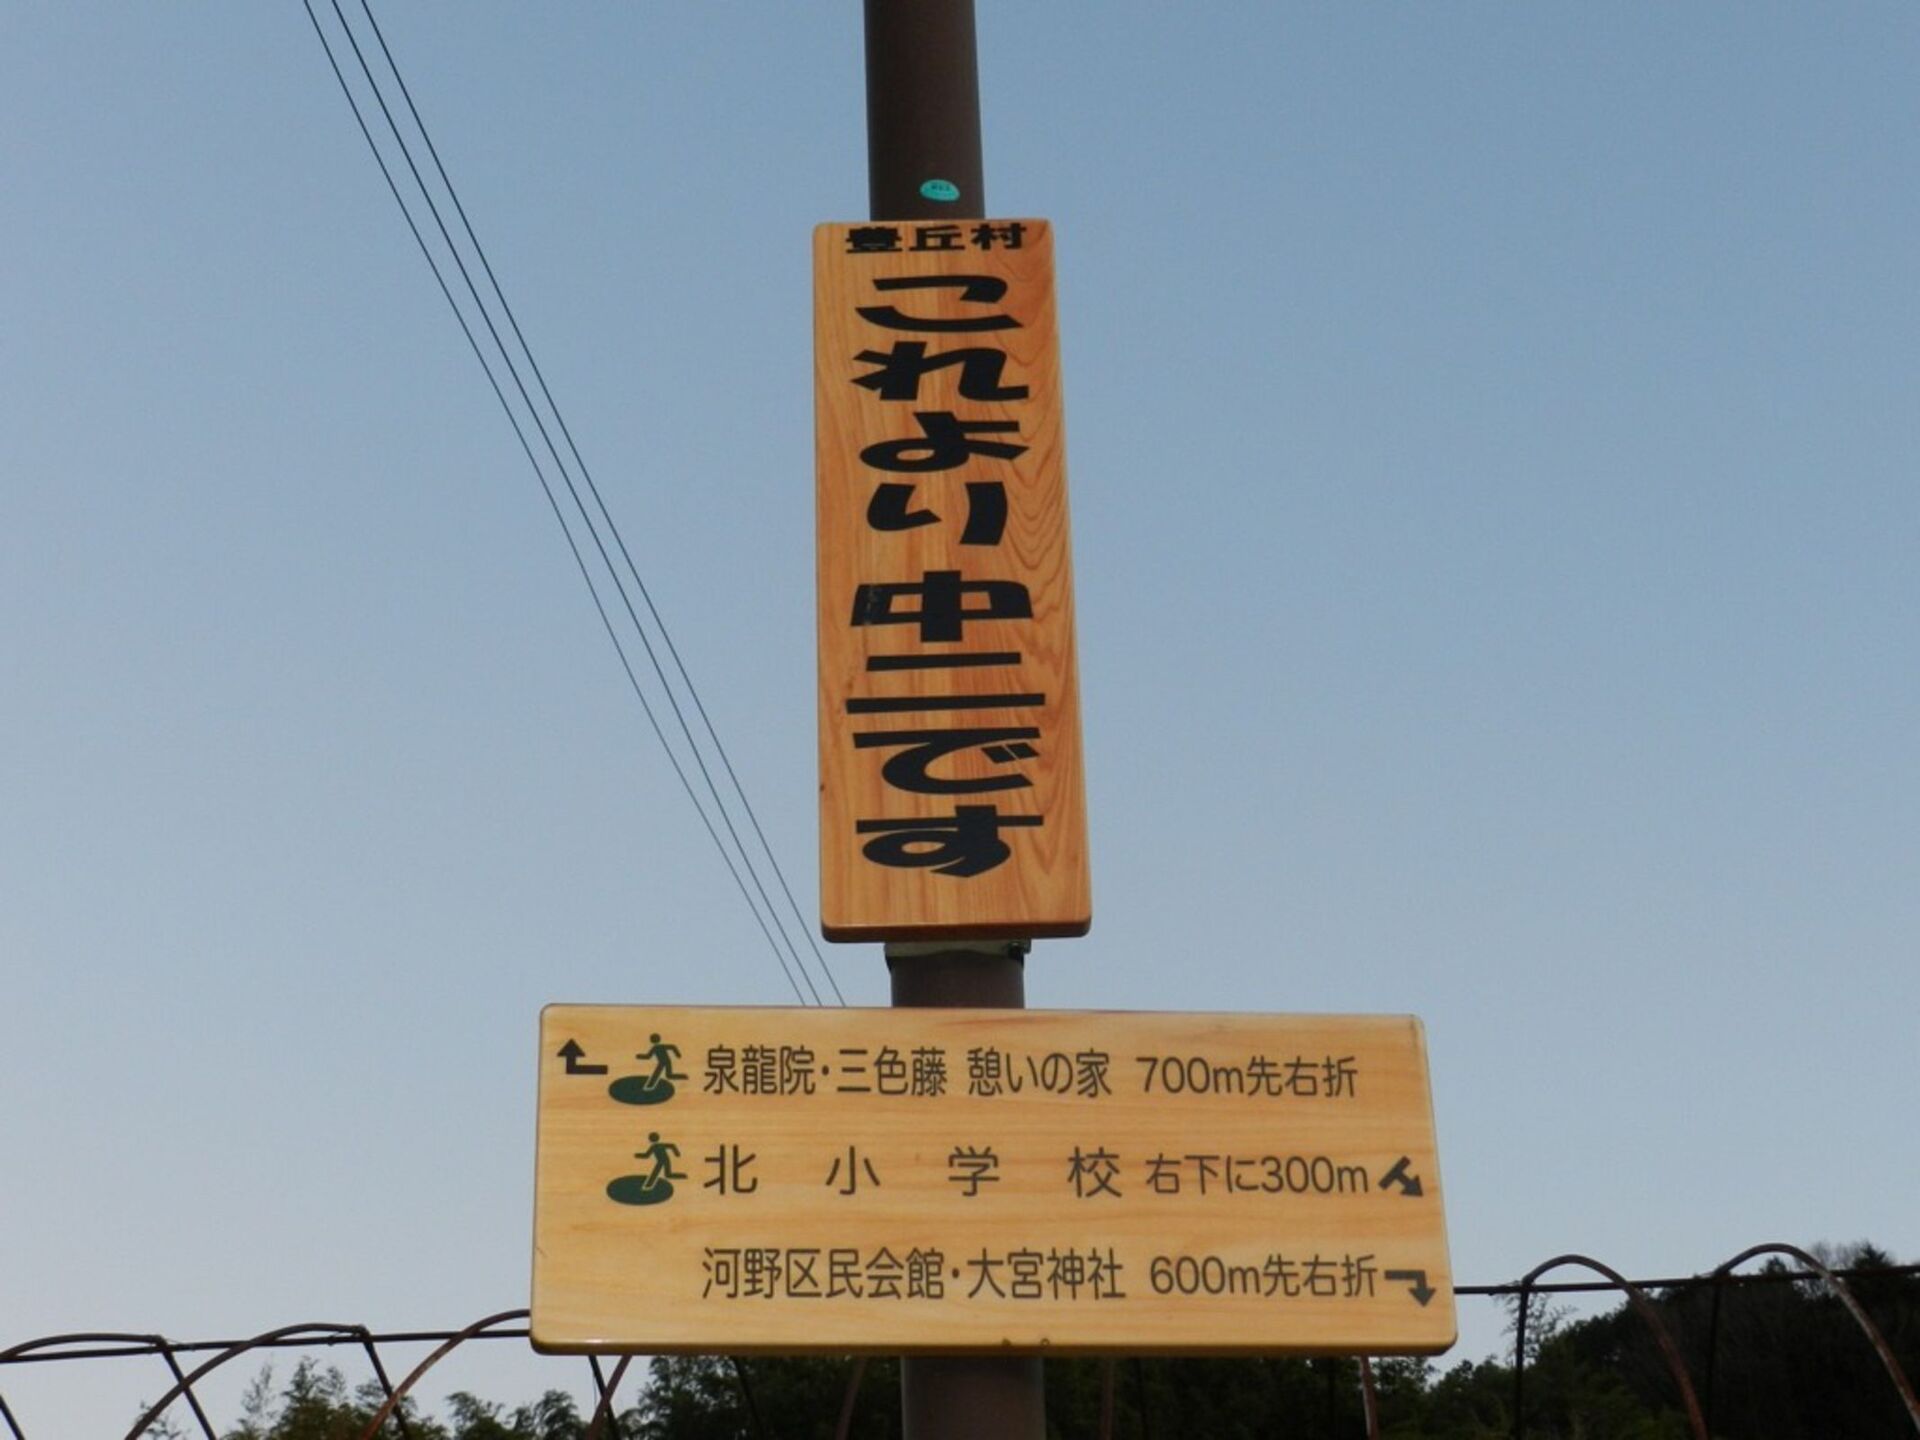 豊丘村
これより中二です
泉龍院・三色藤 憩いの家 700m先右折
北小学校 右下に300m
河野区民会館・大宮神社 600m先右折